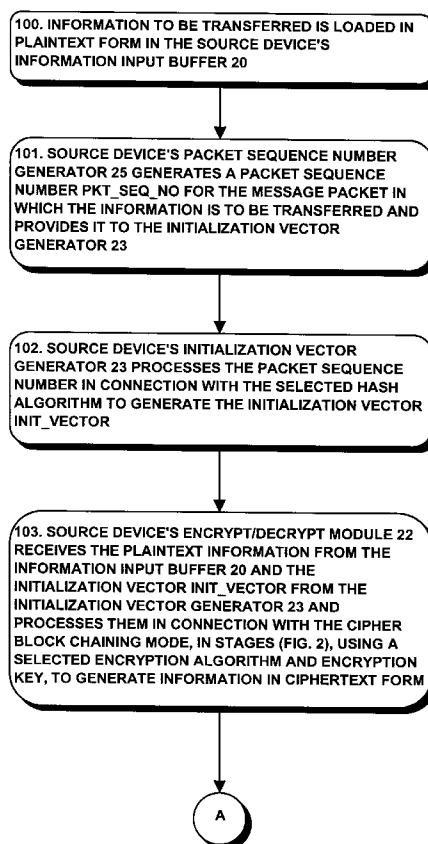 100. INFORMATION TO BE TRANSFERRED IS LOADED IN
PLAINTEXT FORM IN THE SOURCE DEVICE'S
INFORMATION INPUT BUFFER 20
101. SOURCE DEVICE'S PACKET SEQUENCE NUMBER
GENERATOR 25 GENERATES A PACKET SEQUENCE
NUMBER PKT_SEQ_NO FOR THE MESSAGE PACKET IN
WHICH THE INFORMATION IS TO BE TRANSFERRED AND
PROVIDES IT TO THE INITIALIZATION VECTOR
GENERATOR 23
102. SOURCE DEVICE'S INITIALIZATION VECTOR
GENERATOR 23 PROCESSES THE PACKET SEQUENCE
NUMBER IN CONNECTION WITH THE SELECTED HASH
ALGORITHM TO GENERATE THE INITIALIZATION VECTOR
INIT_VECTOR
103. SOURCE DEVICE'S ENCRYPT/DECRYPT MODULE 22
RECEIVES THE PLAINTEXT INFORMATION FROM THE
INFORMATION INPUT BUFFER 20 AND THE
INITIALIZATION VECTOR INIT_VECTOR FROM THE
INITIALIZATION VECTOR GENERATOR 23 AND
PROCESSES THEM IN CONNECTION WITH THE CIPHER
BLOCK CHAINING MODE, IN STAGES (FIG. 2), USING A
SELECTED ENCRYPTION ALGORITHM AND ENCRYPTION
KEY, TO GENERATE INFORMATION IN CIPHERTEXT FORM
A